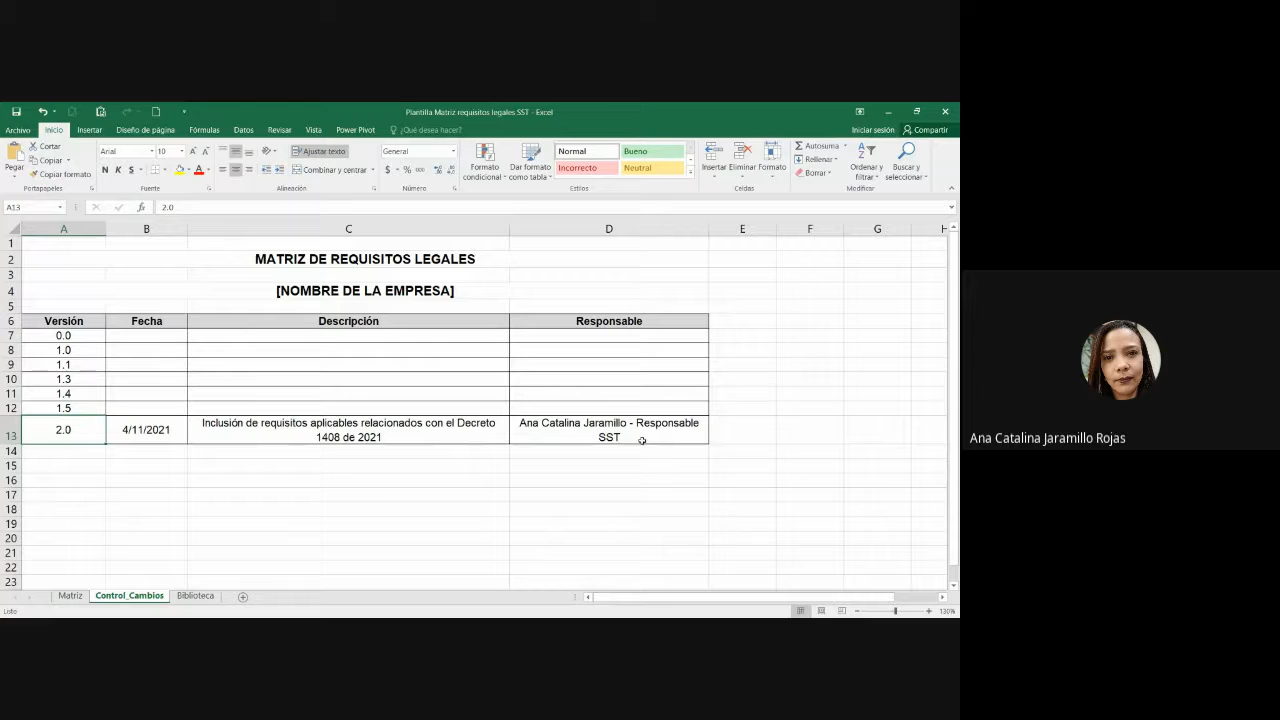 Plantilla Matriz requisitos legales SST - Excel
Archivo Inicio Insertar Diseño de página Fórmulas Datos Revisar Vista Power Pivot ¿Qué desea hacer? Iniciar sesión Compartir
Pegar
Cortar
Copiar
Copiar formato
Portapapeles
Arial 10
N K S
Fuente
Ajustar texto
Combinar y centrar
Alineación
General
$ % 000
Número
Formato condicional
Dar formato como tabla
Normal Bueno
Incorrecto Neutral
Estilos
Insertar Eliminar Formato
Celdas
Autosuma
Rellenar
Borrar
Ordenar y filtrar
Buscar y seleccionar
Modificar
A13 fx 2.0
A B C D E F G H
1
2 MATRIZ DE REQUISITOS LEGALES
3
4 [NOMBRE DE LA EMPRESA]
5
6 Versión Fecha Descripción Responsable
7 0.0
8 1.0
9 1.1
10 1.3
11 1.4
12 1.5
13 2.0 4/11/2021 Inclusión de requisitos aplicables relacionados con el Decreto 1408 de 2021 Ana Catalina Jaramillo - Responsable SST
14
15
16
17
18
19
20
21
22
23
Matriz Control_Cambios Biblioteca
Listo 130%
Ana Catalina Jaramillo Rojas